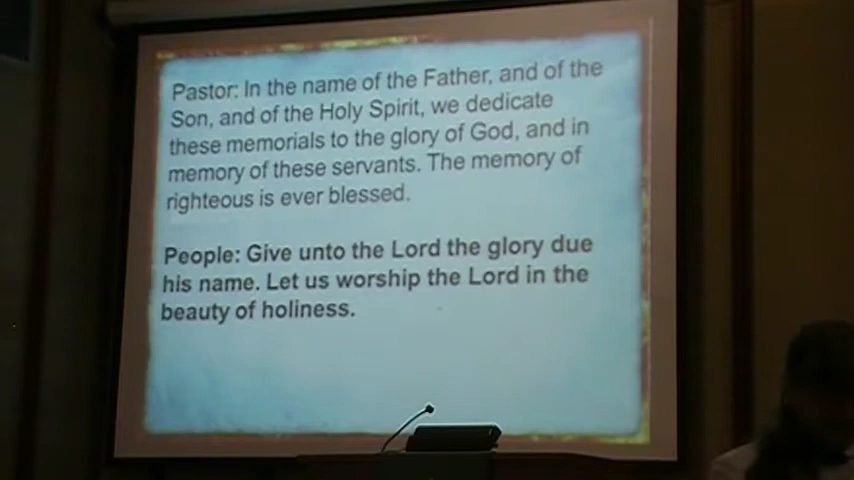 Pastor: In the name of the Father, and of the
Son, and of the Holy Spirit, we dedicate
these memorials to the glory of God, and in
memory of these servants. The memory of
righteous is ever blessed.
People: Give unto the Lord the glory due
his name. Let us worship the Lord in the
beauty of holiness.